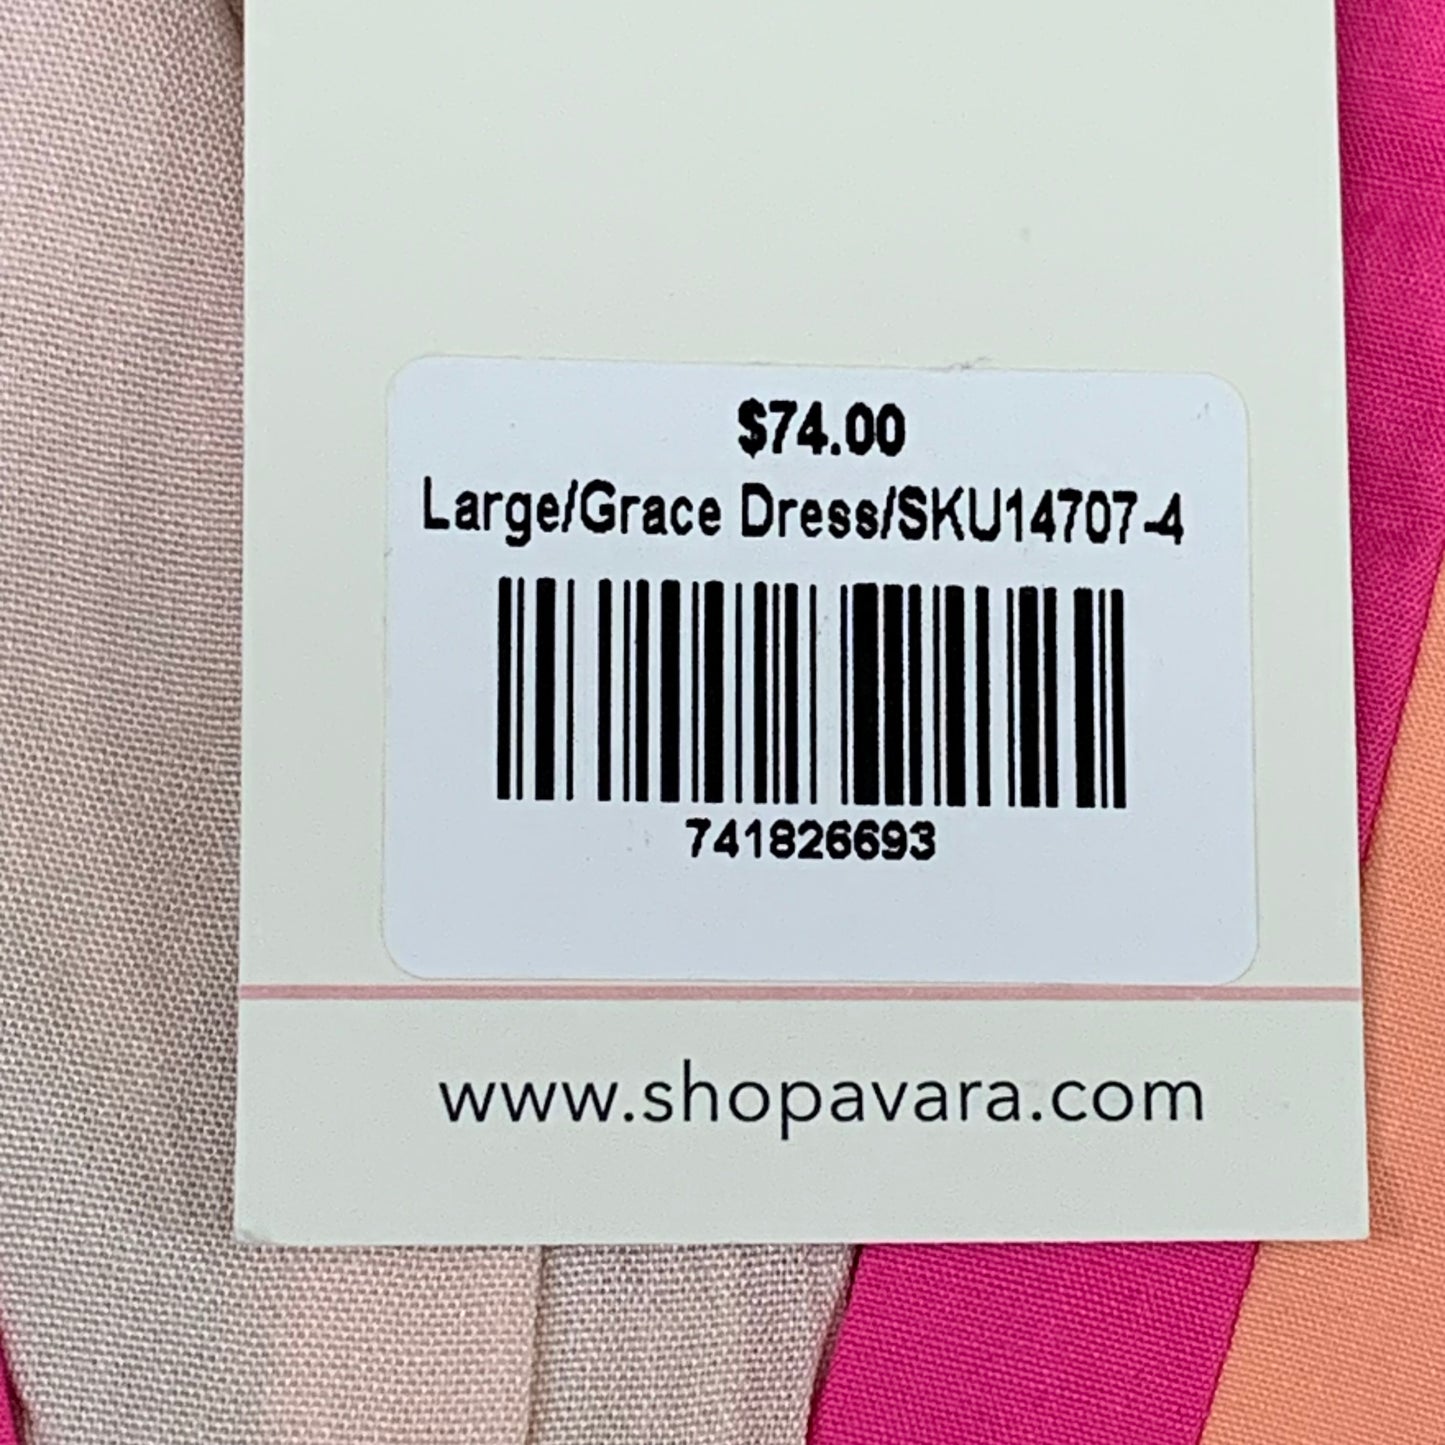 $74.00
Large/Grace Dress/SKU14707-4
741826693
www.shopavara.com